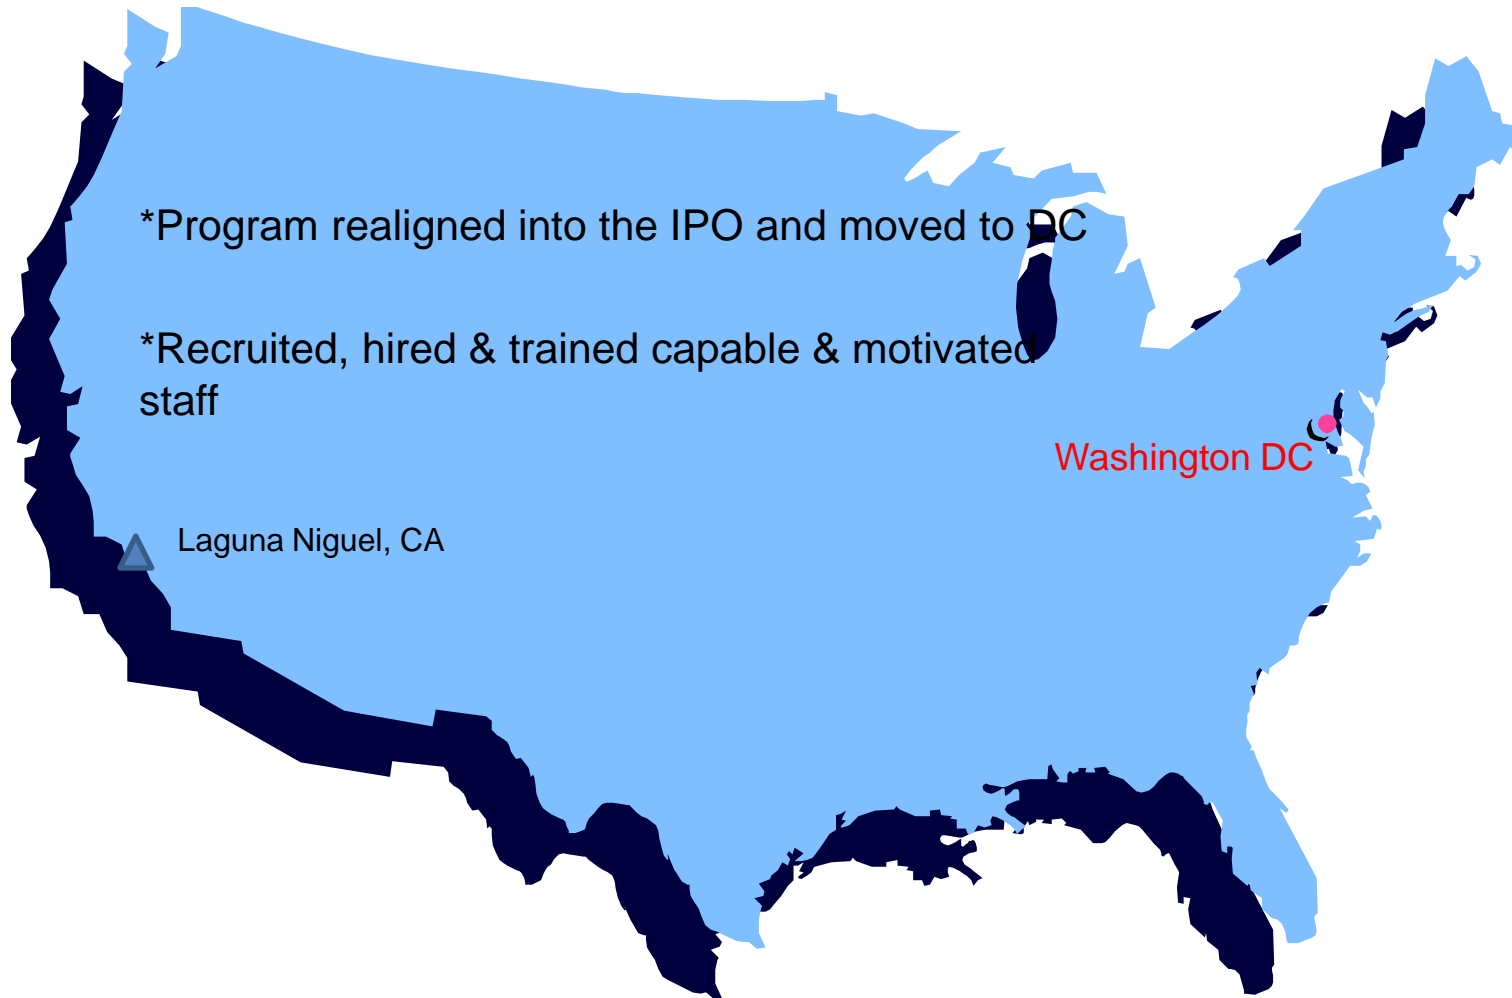 *Program realigned into the IPO and moved to DC
*Recruited, hired & trained capable & motivated
staff
Washington DC
Laguna Niguel, CA